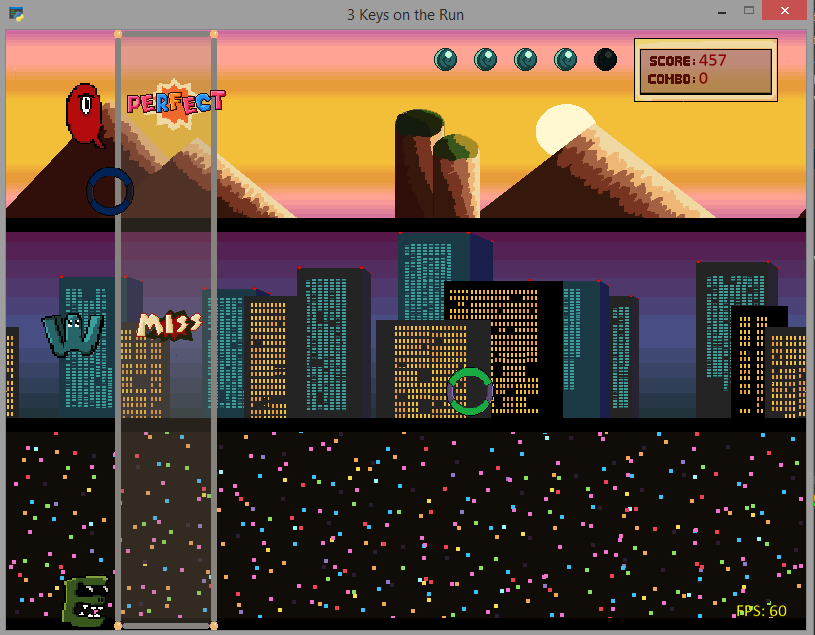 3 Keys on the Run
SCORE: 457
COMBO: 0
PERFECT
W
MISS
E
FPS: 60